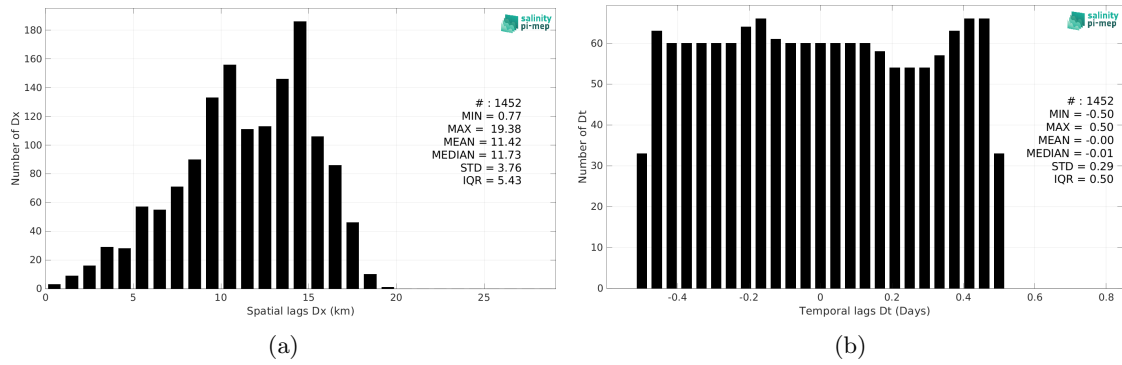 salinity
pi-mep
Number of Dx
180
160
140
120
100
80
60
40
20
0
# : 1452
MIN = 0.77
MAX = 19.38
MEAN = 11.42
MEDIAN = 11.73
STD = 3.76
IQR = 5.43
0 5 10 15 20 25
Spatial lags Dx (km)
(a)
salinity
pi-mep
Number of Dt
60
50
40
30
20
10
0
# : 1452
MIN = -0.50
MAX = 0.50
MEAN = -0.00
MEDIAN = -0.01
STD = 0.29
IQR = 0.50
-0.4 -0.2 0 0.2 0.4 0.6 0.8
Temporal lags Dt (Days)
(b)